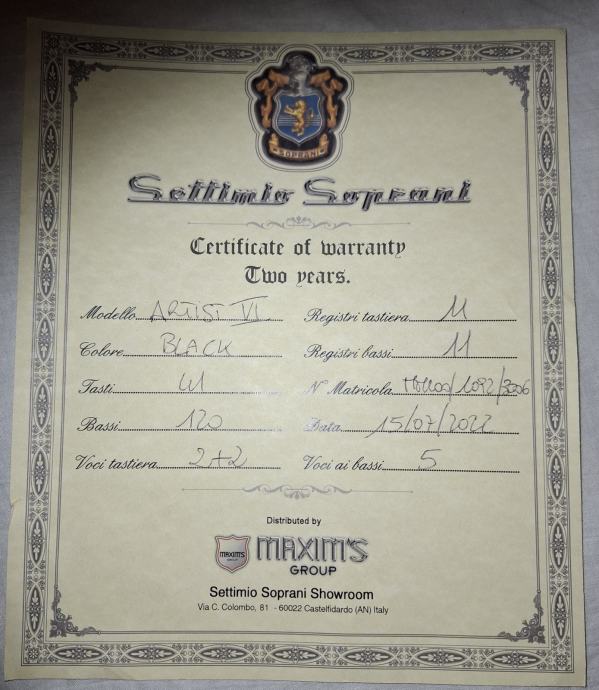 SOPRANI
Settimio Soprani
Certificate of warranty
Two years.
Modello ARTIST VI Registri tastiera 11
Colore BLACK Registri bassi 11
Tasti 41 N° Matricola
Bassi 120 Data 15/07/2022
Voci tastiera 2+2 Voci ai bassi 5
Distributed by
MAXIM'S MAXIM'S
GROUP
Settimio Soprani Showroom
Via C. Colombo, 81 - 60022 Castelfidardo (AN) Italy